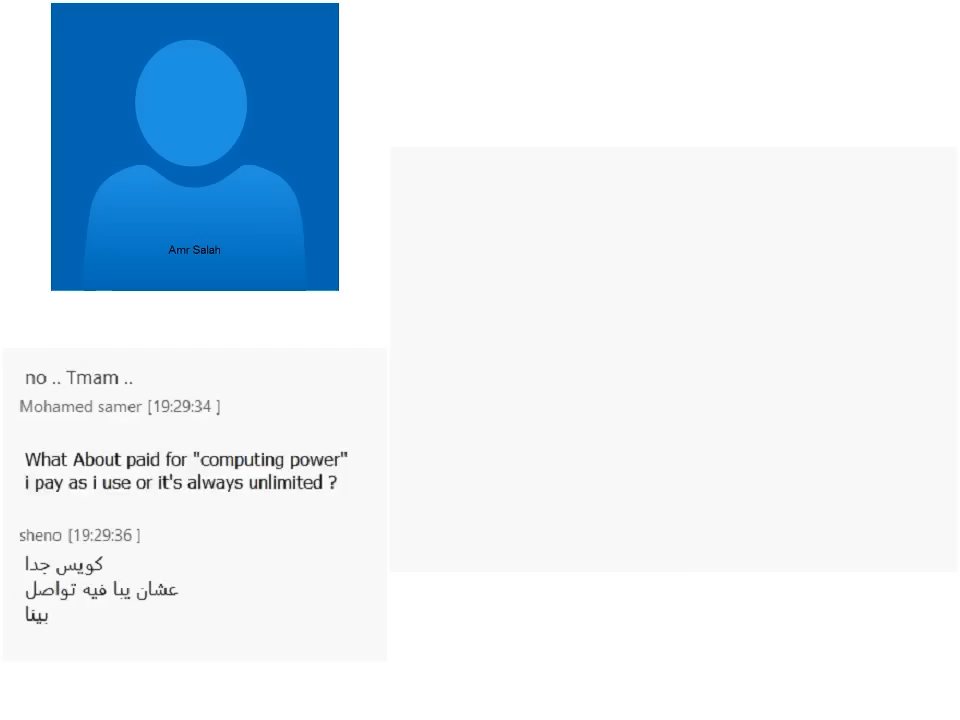 Amr Salah
no .. Tmam ..
Mohamed samer [19:29:34 ]
What About paid for "computing power"
i pay as i use or it's always unlimited ?
sheno [19:29:36 ]
كويس جدا
عشان يبا فيه تواصل
بينا